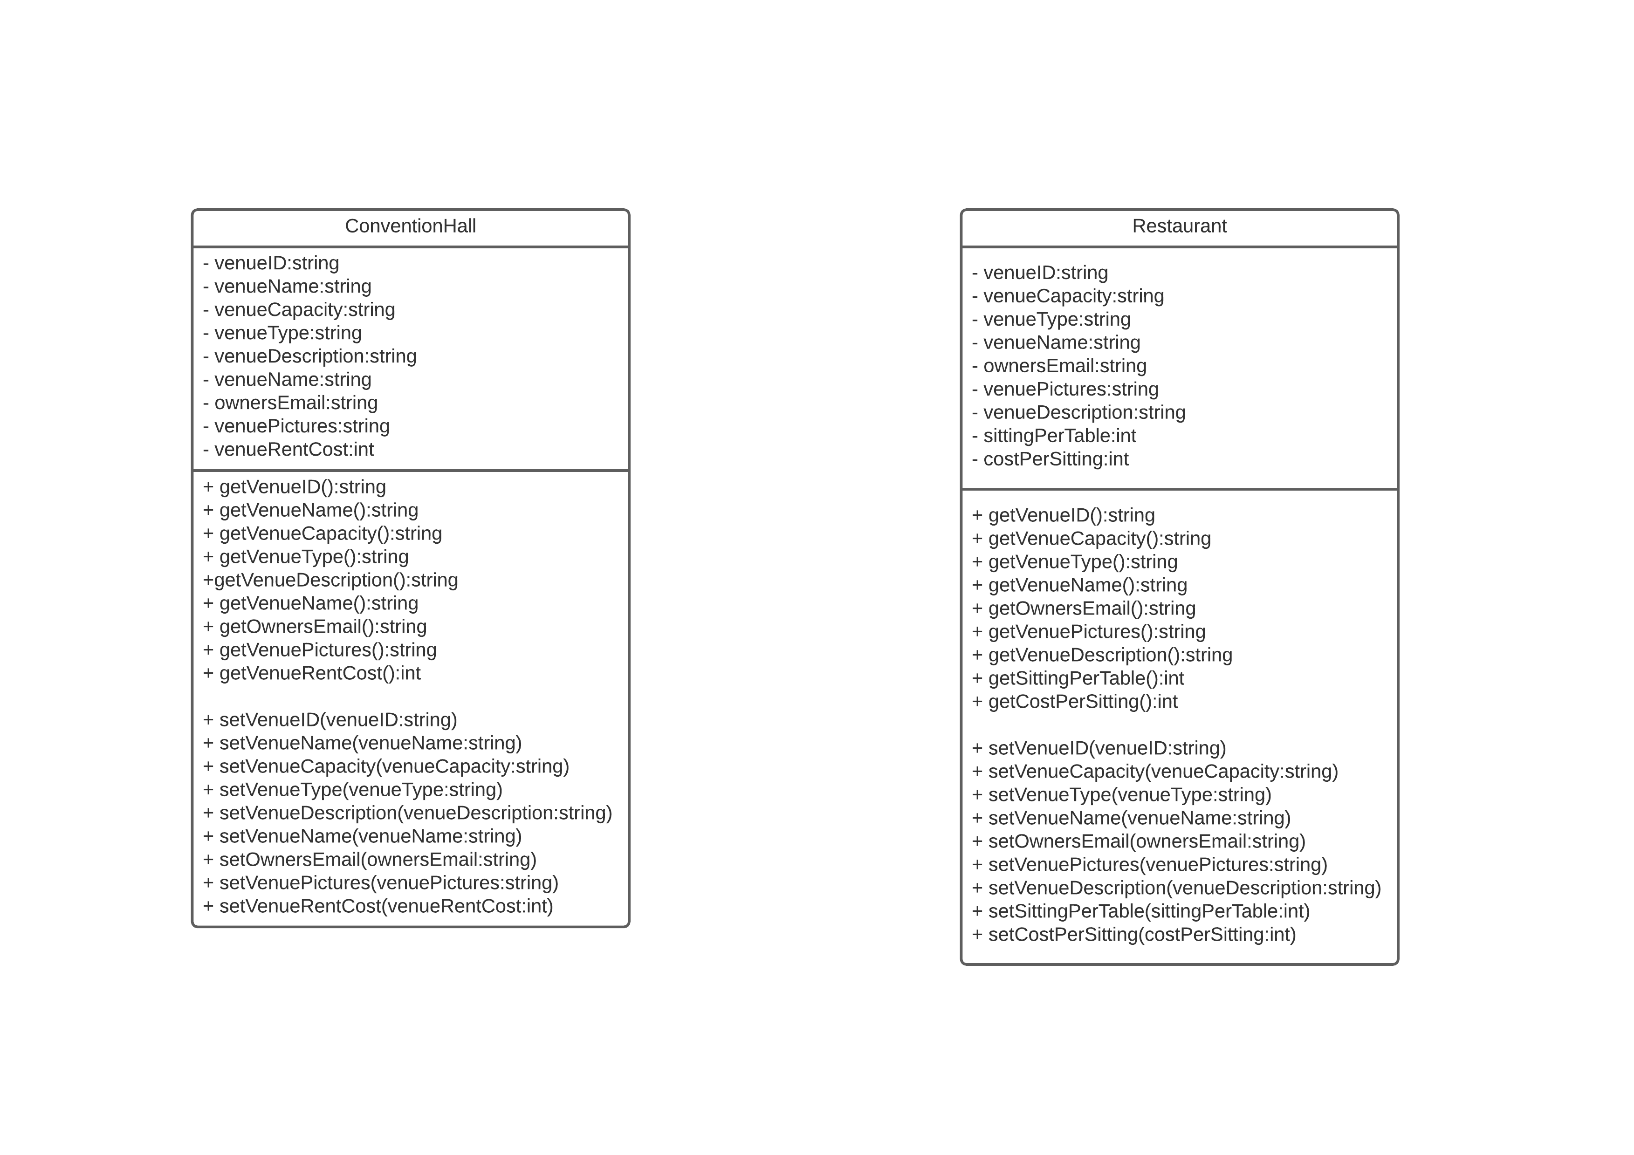 ConventionHall
- venueID:string
- venueName:string
- venueCapacity:string
- venueType:string
- venueDescription:string
- venueName:string
- ownersEmail:string
- venuePictures:string
- venueRentCost:int
+ getVenueID():string
+ getVenueName():string
+ getVenueCapacity():string
+ getVenueType():string
+getVenueDescription():string
+ getVenueName():string
+ getOwnersEmail():string
+ getVenuePictures():string
+ getVenueRentCost():int
+ setVenueID(venueID:string)
+ setVenueName(venueName:string)
+ setVenueCapacity(venueCapacity:string)
+ setVenueType(venueType:string)
+ setVenueDescription(venueDescription:string)
+ setVenueName(venueName:string)
+ setOwnersEmail(ownersEmail:string)
+ setVenuePictures(venuePictures:string)
+ setVenueRentCost(venueRentCost:int)
Restaurant
- venueID:string
- venueCapacity:string
- venueType:string
- venueName:string
- ownersEmail:string
- venuePictures:string
- venueDescription:string
- sittingPerTable:int
- costPerSitting:int
+ getVenueID():string
+ getVenueCapacity():string
+ getVenueType():string
+ getVenueName():string
+ getOwnersEmail():string
+ getVenuePictures():string
+ getVenueDescription():string
+ getSittingPerTable():int
+ getCostPerSitting():int
+ setVenueID(venueID:string)
+ setVenueCapacity(venueCapacity:string)
+ setVenueType(venueType:string)
+ setVenueName(venueName:string)
+ setOwnersEmail(ownersEmail:string)
+ setVenuePictures(venuePictures:string)
+ setVenueDescription(venueDescription:string)
+ setSittingPerTable(sittingPerTable:int)
+ setCostPerSitting(costPerSitting:int)